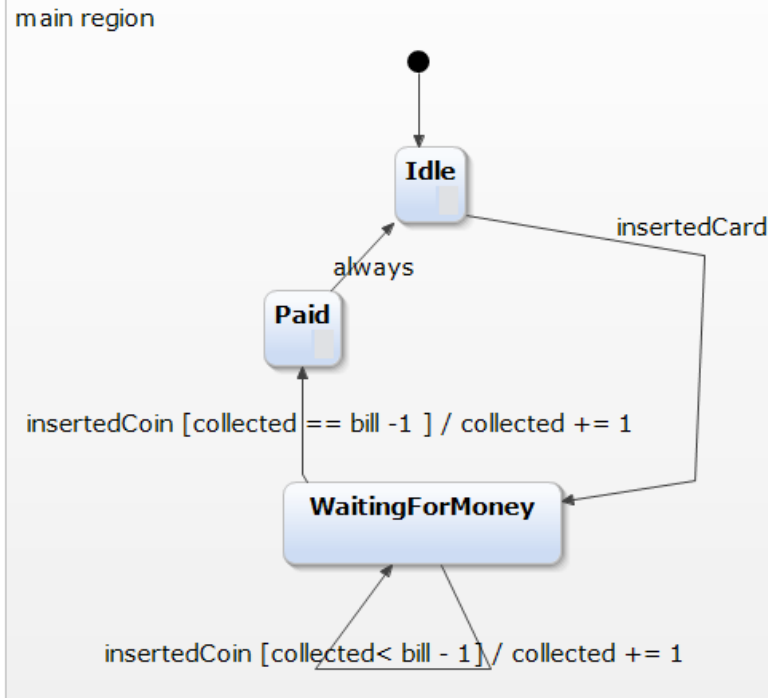 main region
Idle
insertedCard
always
Paid
insertedCoin [collected == bill -1 ] / collected += 1
WaitingForMoney
insertedCoin [collected< bill - 1] / collected += 1